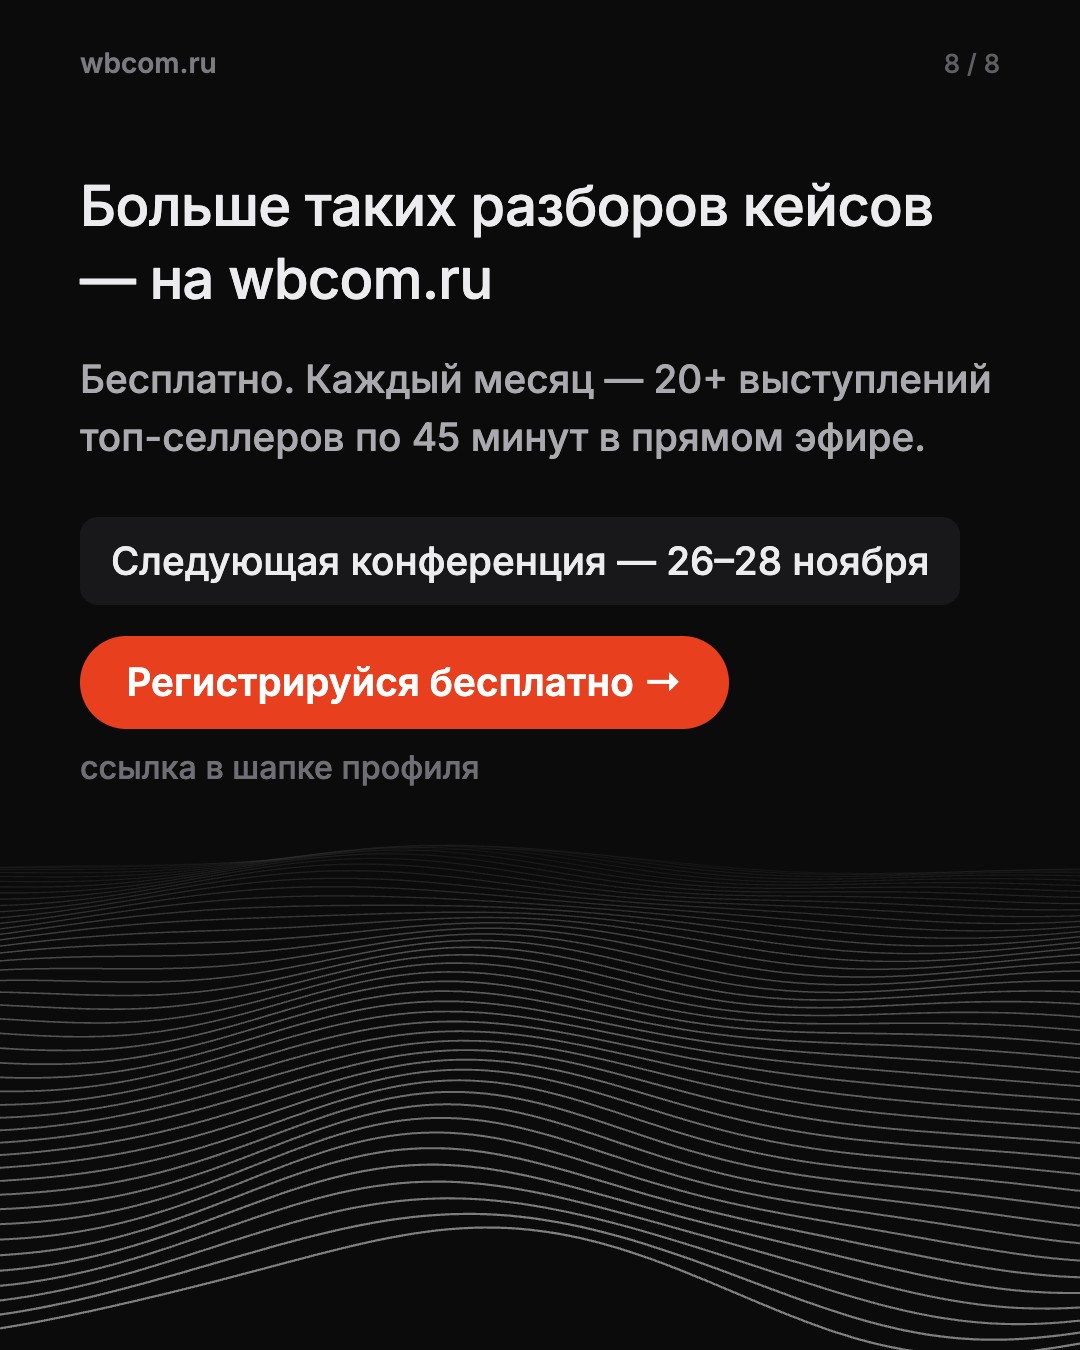 wbcom.ru
8 / 8
Больше таких разборов кейсов
— на wbcom.ru
Бесплатно. Каждый месяц — 20+ выступлений
топ-селлеров по 45 минут в прямом эфире.
Следующая конференция — 26–28 ноября
Регистрируйся бесплатно →
ссылка в шапке профиля